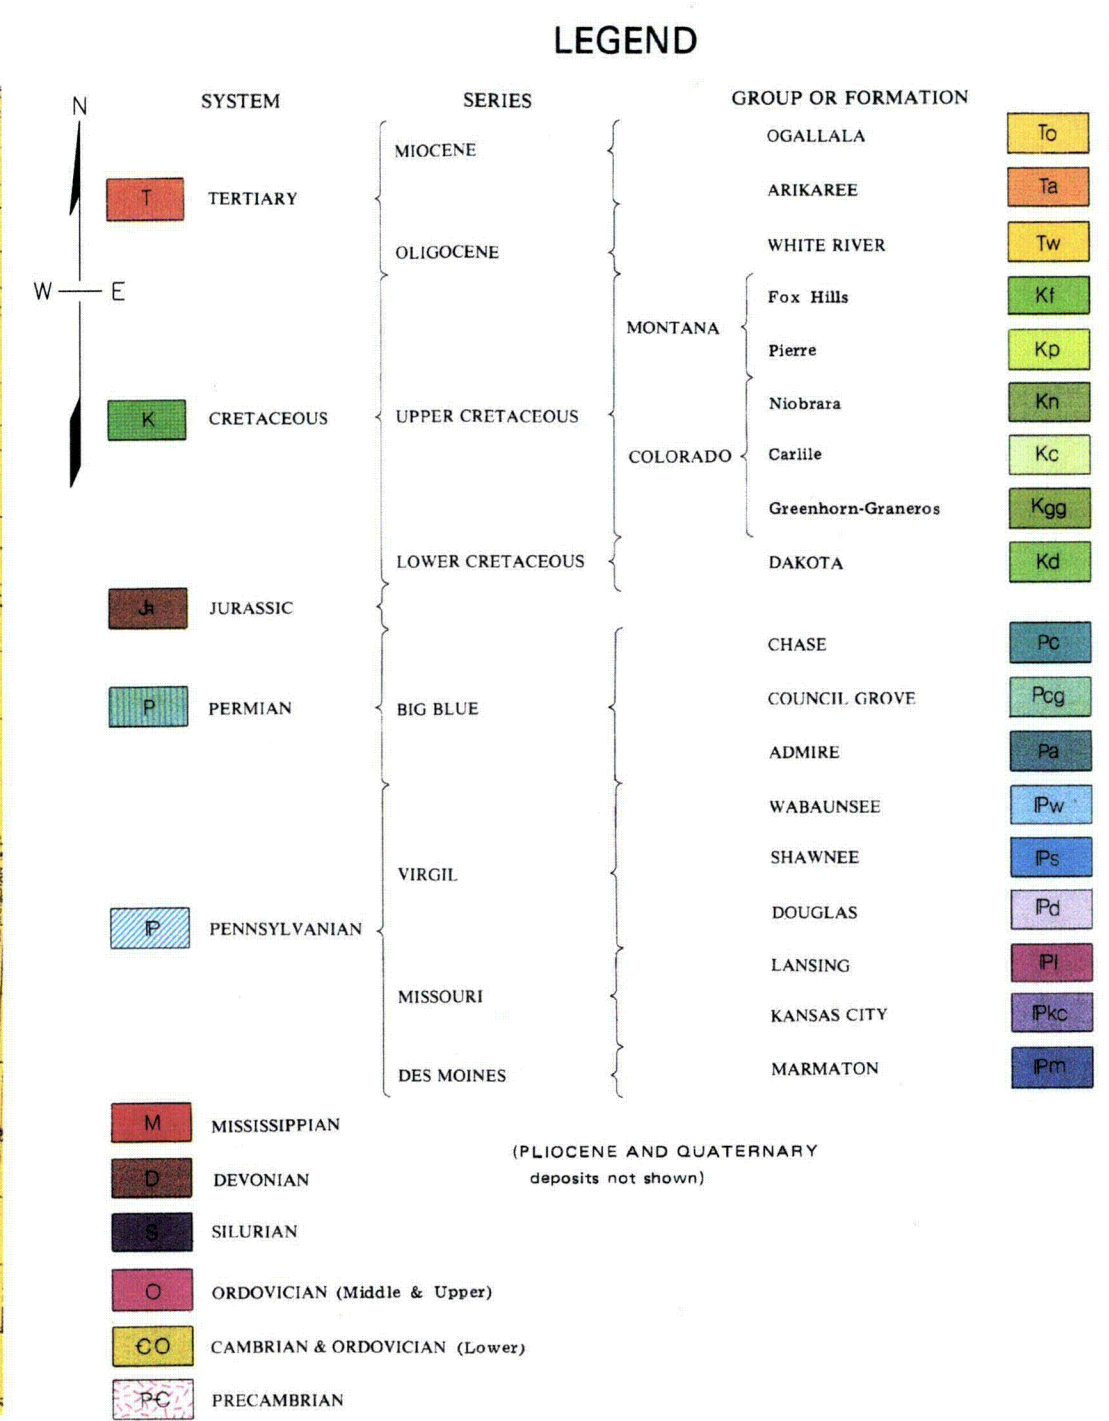 LEGEND
N
W E
SYSTEM SERIES GROUP OR FORMATION
MIOCENE OGALLALA To
T TERTIARY ARIKAREE Ta
OLIGOCENE WHITE RIVER Tw
Fox Hills Kf
MONTANA
Pierre Kp
Niobrara Kn
K CRETACEOUS UPPER CRETACEOUS
COLORADO Carlile Kc
Greenhorn-Graneros Kgg
LOWER CRETACEOUS DAKOTA Kd
J JURASSIC
CHASE Pc
P PERMIAN BIG BLUE COUNCIL GROVE Pcg
ADMIRE Pa
WABAUNSEE IPw
VIRGIL SHAWNEE IPs
IP PENNSYLVANIAN DOUGLAS IPd
LANSING IPl
MISSOURI KANSAS CITY IPkc
DES MOINES MARMATON IPm
M MISSISSIPPIAN
(PLIOCENE AND QUATERNARY
deposits not shown)
D DEVONIAN
S SILURIAN
O ORDOVICIAN (Middle & Upper)
ЄO CAMBRIAN & ORDOVICIAN (Lower)
PЄ PRECAMBRIAN